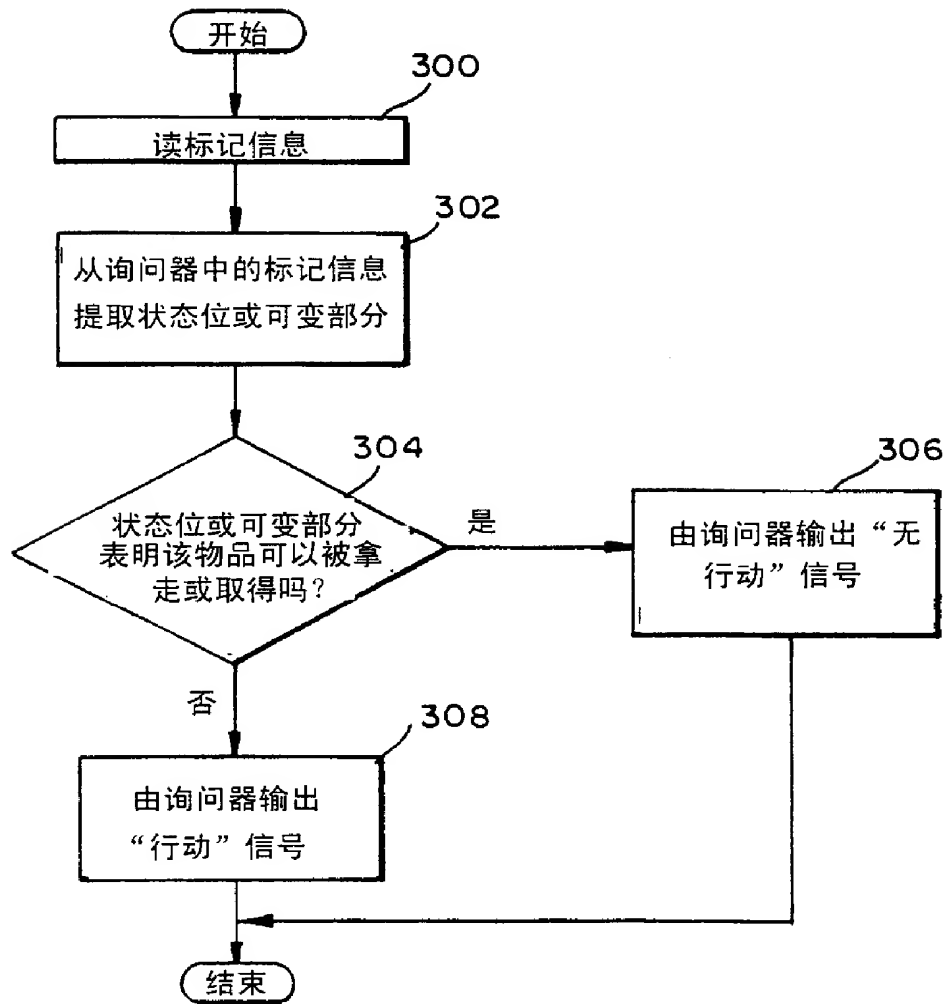 开始
300
读标记信息
302
从询问器中的标记信息
提取状态位或可变部分
304
状态位或可变部分
表明该物品可以被拿
走或取得吗?
是
306
由询问器输出“无
行动”信号
否
308
由询问器输出
“行动”信号
结束